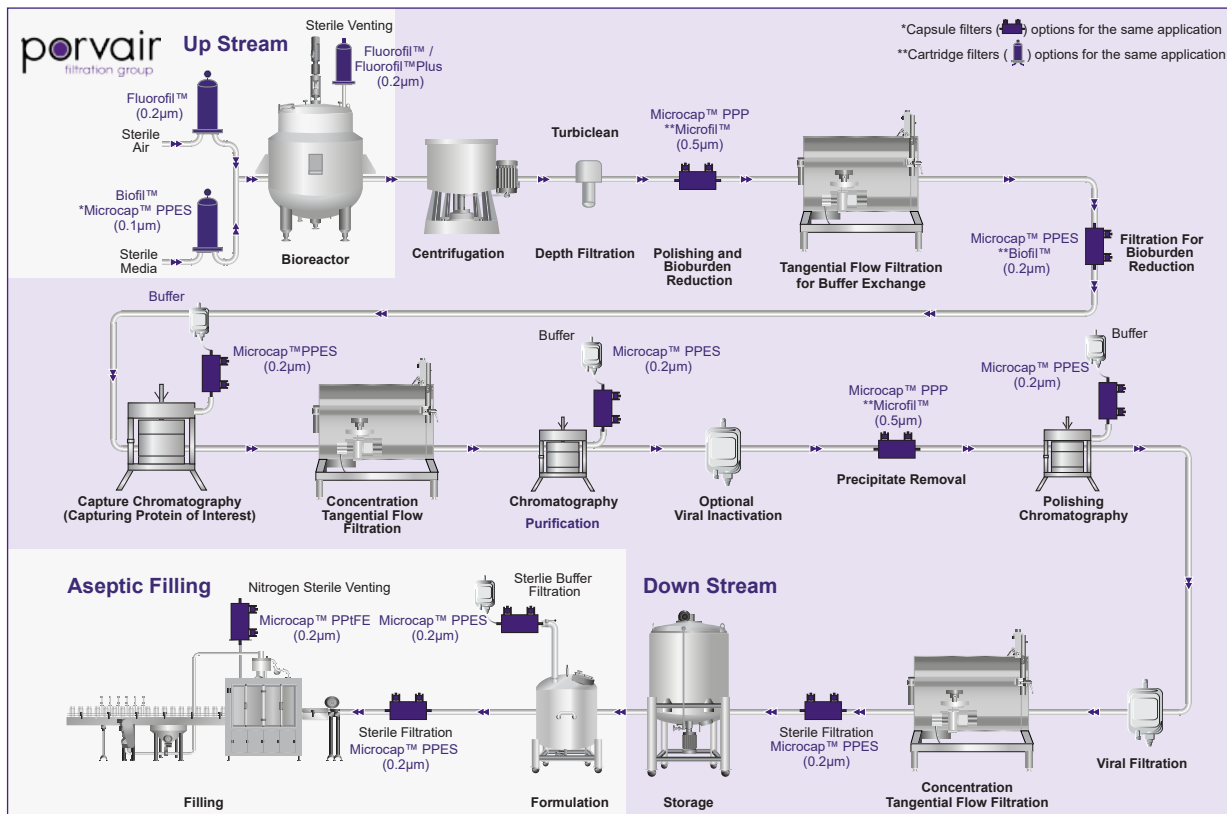 porvair
filtration group
Up Stream
Sterile Venting
Fluorofil™ /
Fluorofil™Plus
(0.2µm)
*Capsule filters ( ) options for the same application
**Cartridge filters ( ) options for the same application
Fluorofil™
(0.2µm)
Sterile
Air
Biofil™
*Microcap™ PPES
(0.1µm)
Sterile
Media
Bioreactor
Centrifugation
Turbiclean
Depth Filtration
Microcap™ PPP
**Microfil™
(0.5µm)
Polishing and
Bioburden
Reduction
Tangential Flow Filtration
for Buffer Exchange
Microcap™ PPES
**Biofil™
(0.2µm)
Filtration For
Bioburden
Reduction
Buffer
Microcap™PPES
(0.2µm)
Capture Chromatography
(Capturing Protein of Interest)
Concentration
Tangential Flow
Filtration
Buffer
Microcap™ PPES
(0.2µm)
Chromatography
Purification
Optional
Viral Inactivation
Microcap™ PPP
**Microfil™
(0.5µm)
Precipitate Removal
Buffer
Microcap™ PPES
(0.2µm)
Polishing
Chromatography
Aseptic Filling
Nitrogen Sterile Venting
Microcap™ PPtFE
(0.2µm)
Sterlie Buffer
Filtration
Microcap™ PPES
(0.2µm)
Sterile Filtration
Microcap™ PPES
(0.2µm)
Filling
Formulation
Down Stream
Storage
Sterile Filtration
Microcap™ PPES
(0.2µm)
Concentration
Tangential Flow Filtration
Viral Filtration